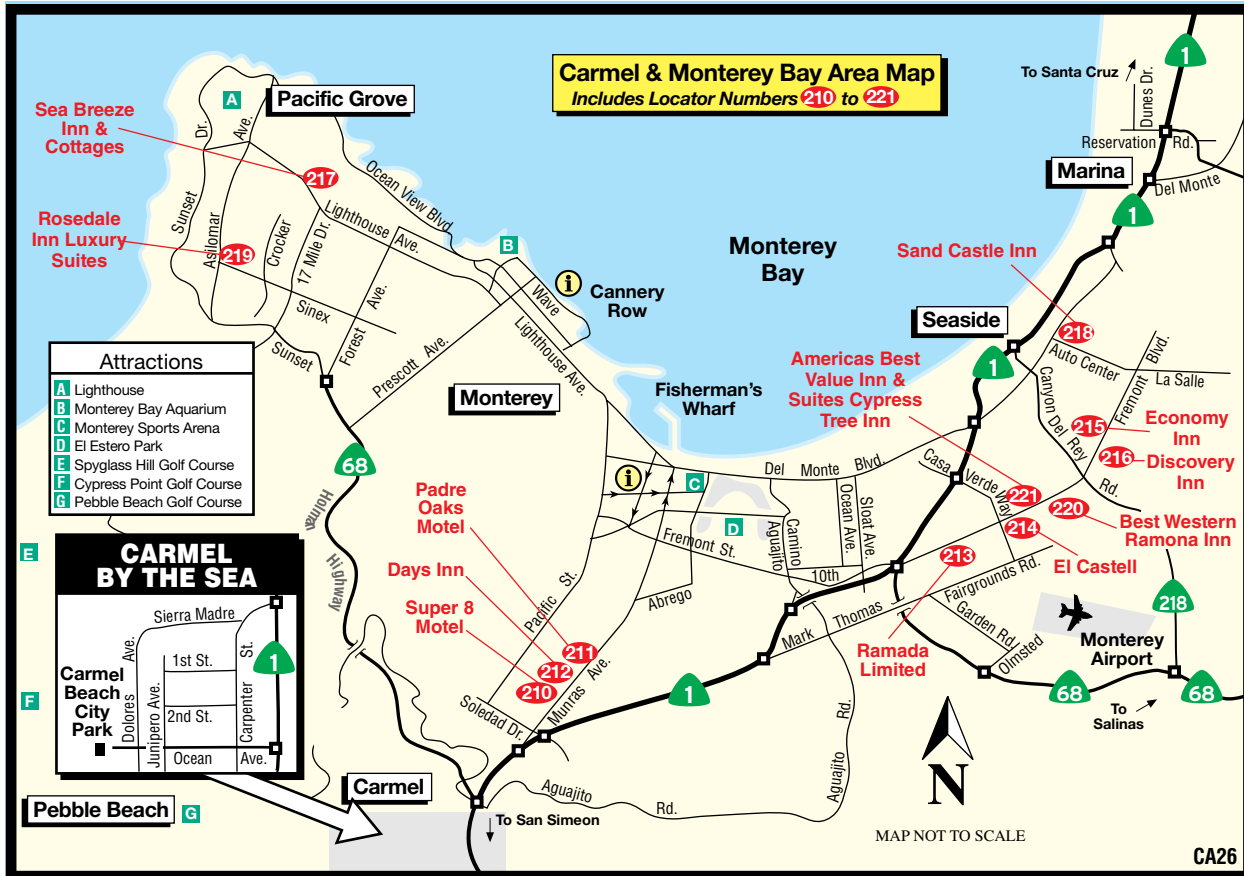 Carmel & Monterey Bay Area Map
Includes Locator Numbers 210 to 221
1
To Santa Cruz
Dunes Dr.
Reservation Rd.
Marina
Del Monte
1
A
Pacific Grove
Sea Breeze
Inn &
Cottages
Dr.
Ave.
217
Ocean View Blvd
Sunset
Lighthouse Ave.
Rosedale
Inn Luxury
Suites
219
Asilomar
Crocker
17 Mile Dr.
Sinex
Forest Ave.
Sunset
Prescott Ave.
B
Wave
i
Cannery
Row
Lighthouse Ave.
Monterey
Bay
Sand Castle Inn
218
Seaside
1
Auto Center
La Salle
Fremont Blvd.
Canyon Del Rey
Rd.
215
Economy
Inn
216
Discovery
Inn
Americas Best
Value Inn &
Suites Cypress
Tree Inn
Fisherman's
Wharf
Monterey
Attractions
A Lighthouse
B Monterey Bay Aquarium
C Monterey Sports Arena
D El Estero Park
E Spyglass Hill Golf Course
F Cypress Point Golf Course
G Pebble Beach Golf Course
68
Holman
Highway
i
C
Del Monte Blvd.
Casa
Verde Way
221
220
214
Best Western
Ramona Inn
El Castell
213
Ramada
Limited
D
Fremont St.
Camino
Aguajito
Ocean Ave.
Sloat Ave.
10th
Abrego
Mark Thomas
Fairgrounds Rd.
Garden Rd.
Olmsted
Monterey
Airport
218
68
68
To
Salinas
Padre
Oaks
Motel
Days Inn
Super 8
Motel
Pacific St.
211
212
210
Munras Ave.
Soledad Dr.
1
Aguajito Rd.
Aguajito
Rd.
E
CARMEL
BY THE SEA
Sierra Madre
Ave.
St.
1st St.
1
Carmel
Beach
City
Park
Dolores
Junipero Ave.
2nd St.
Carpenter
Ocean
Ave.
F
Carmel
Pebble Beach
G
To San Simeon
N
MAP NOT TO SCALE
CA26